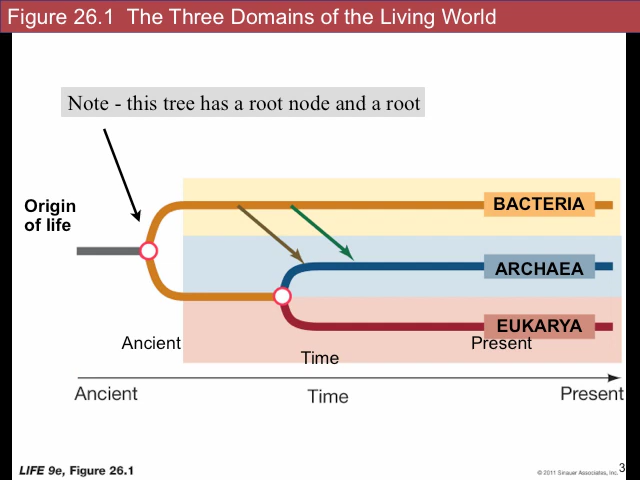 Figure 26.1  The Three Domains of the Living World
Note - this tree has a root node and a root
Origin
of life
BACTERIA
ARCHAEA
EUKARYA
Ancient
Time
Present
Ancient
Time
Present
LIFE 9e, Figure 26.1
© 2011 Sinauer Associates, Inc.
3